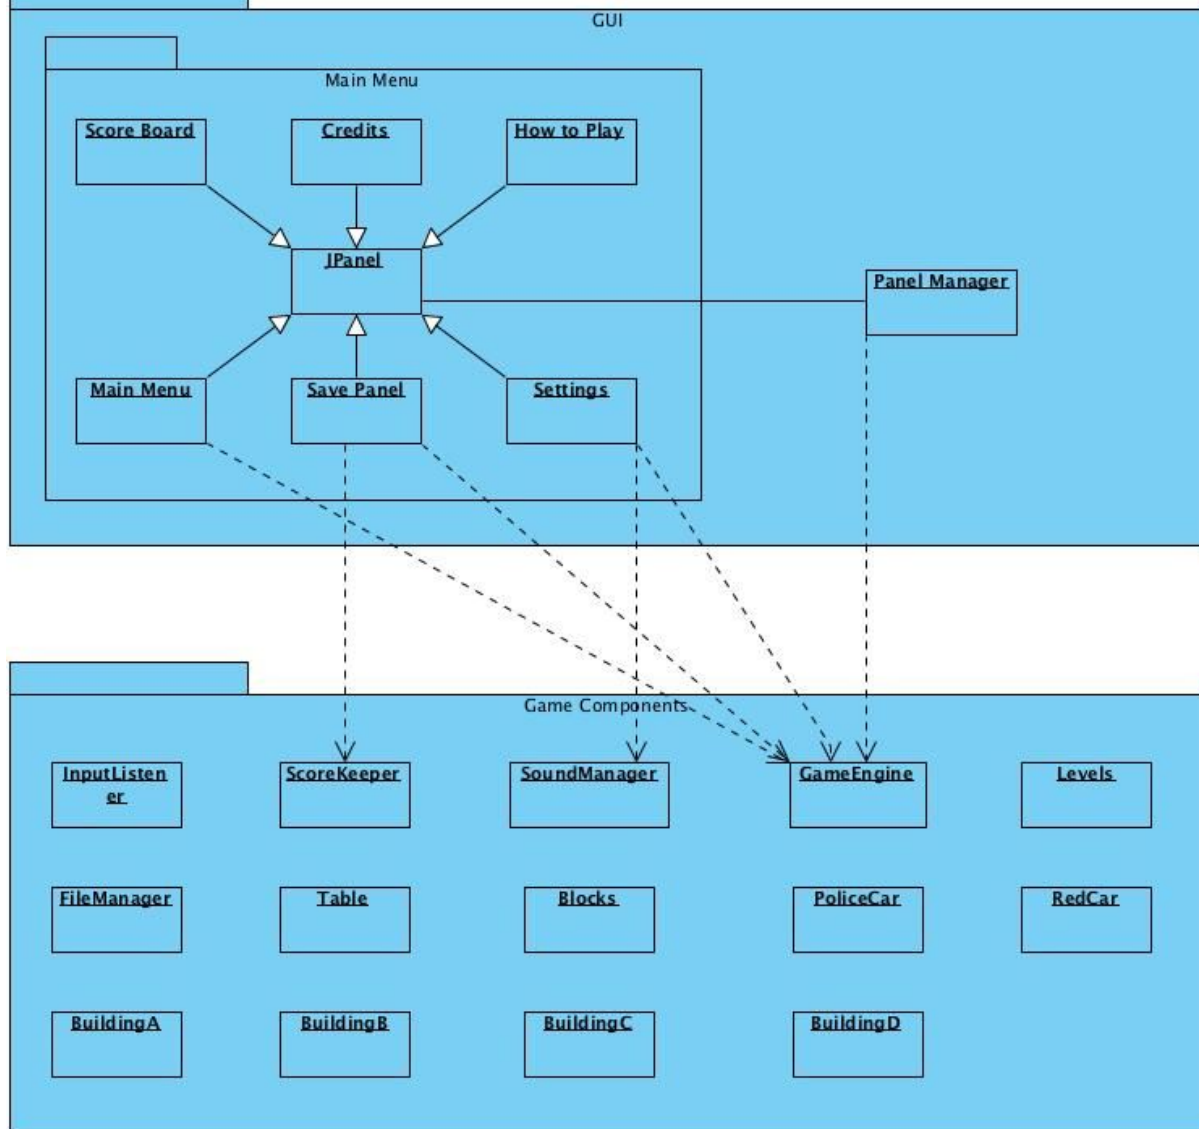 GUI
Main Menu
Score Board
Credits
How to Play
JPanel
Panel Manager
Main Menu
Save Panel
Settings
Game Components
InputListen
er
ScoreKeeper
SoundManager
GameEngine
Levels
FileManager
Table
Blocks
PoliceCar
RedCar
BuildingA
BuildingB
BuildingC
BuildingD